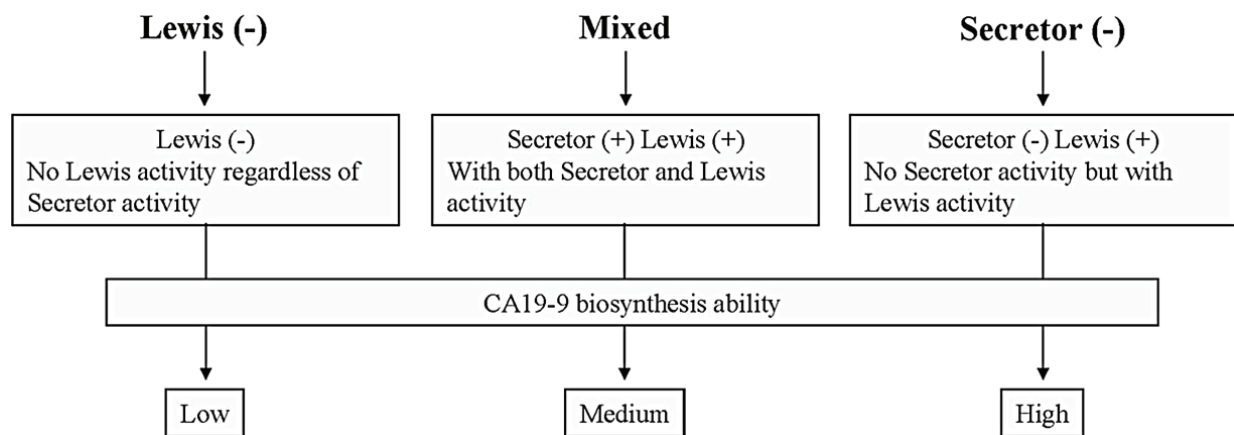 Lewis (-)
Mixed
Secretor (-)
Lewis (-)
No Lewis activity regardless of
Secretor activity
Secretor (+) Lewis (+)
With both Secretor and Lewis
activity
Secretor (-) Lewis (+)
No Secretor activity but with
Lewis activity
CA19-9 biosynthesis ability
Low
Medium
High